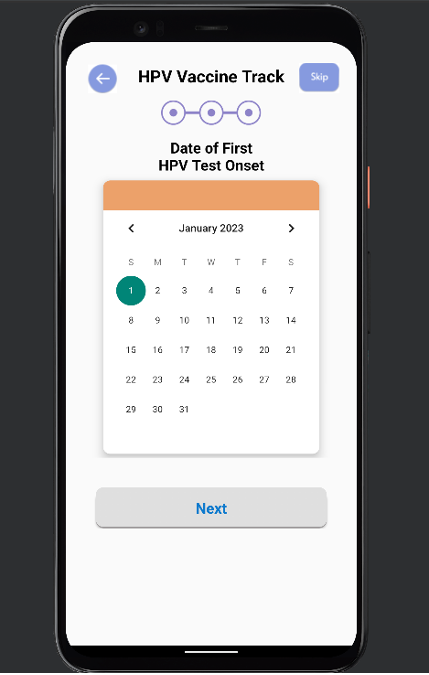 HPV Vaccine Track Skip
Date of First
HPV Test Onset
January 2023
S M T W T F S
1 2 3 4 5 6 7
8 9 10 11 12 13 14
15 16 17 18 19 20 21
22 23 24 25 26 27 28
29 30 31
Next